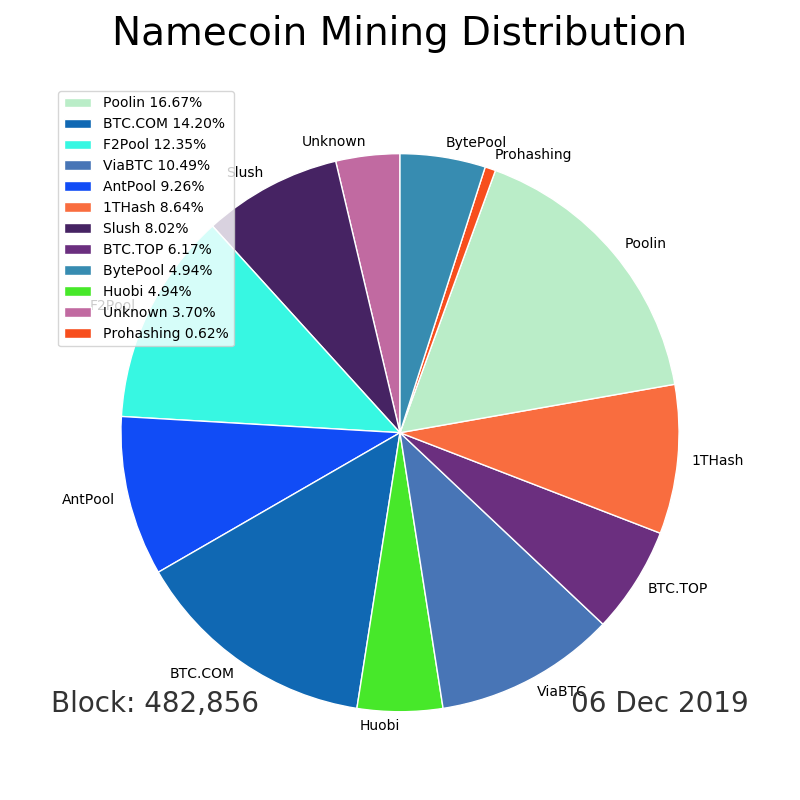 Namecoin Mining Distribution
Poolin 16.67%
BTC.COM 14.20%
F2Pool 12.35%
ViaBTC 10.49%
AntPool 9.26%
1THash 8.64%
Slush 8.02%
BTC.TOP 6.17%
BytePool 4.94%
Huobi 4.94%
Unknown 3.70%
Prohashing 0.62%
Unknown
BytePool
Prohashing
Slush
Poolin
F2Pool
1THash
AntPool
BTC.TOP
BTC.COM
ViaBTC
Huobi
Block: 482,856
06 Dec 2019